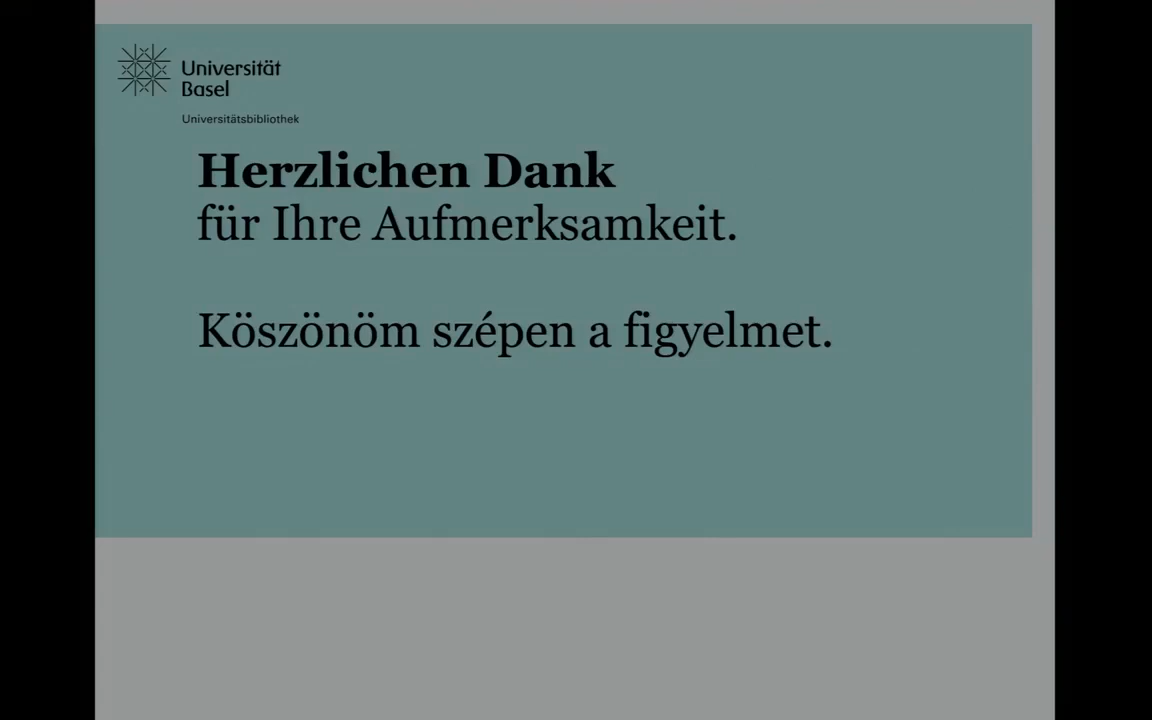 Universität
Basel
Universitätsbibliothek
Herzlichen Dank
für Ihre Aufmerksamkeit.
Köszönöm szépen a figyelmet.